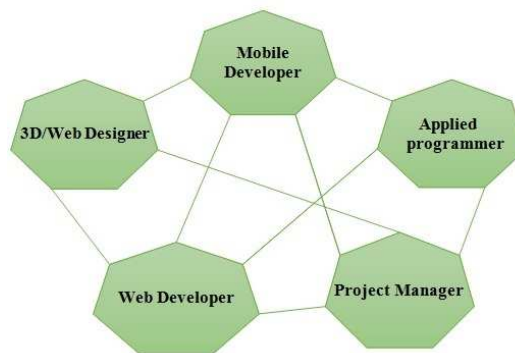 Mobile
Developer
3D/Web Designer
Applied
programmer
Web Developer
Project Manager